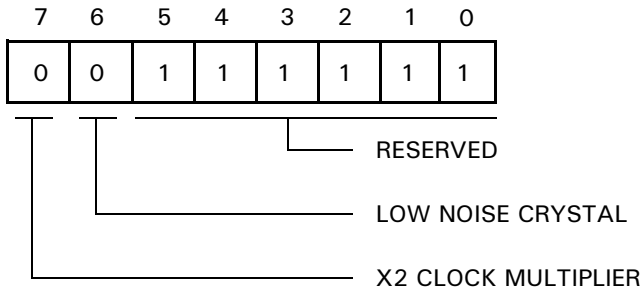 7 6 5 4 3 2 1 0
0 0 1 1 1 1 1 1
RESERVED
LOW NOISE CRYSTAL
X2 CLOCK MULTIPLIER